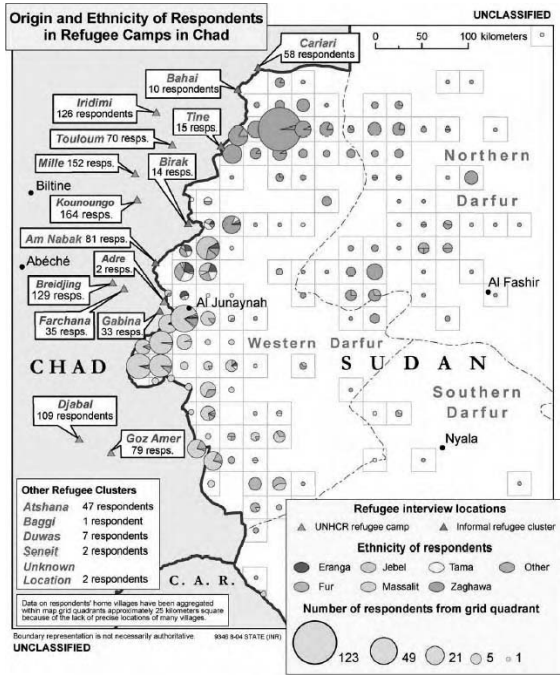 UNCLASSIFIED
Origin and Ethnicity of Respondents
in Refugee Camps in Chad
Cariari
58 respondents
0 50 100 kilometers
Bahai
10 respondents
Iridimi
126 respondents
Tine
15 resps.
Touloum 70 resps.
Mille 152 resps.
Birak
14 resps.
Northern
Darfur
Biltine
Kounoungo
164 resps.
Am Nabak 81 resps.
Abéché
Adre
2 resps.
Breidjing
129 resps.
Al Fashir
Farchana
35 resps.
Gabina
33 resps.
Al Junaynah
Western Darfur
CHAD
SUDAN
Southern
Darfur
Djabal
109 respondents
Nyala
Goz Amer
79 resps.
Other Refugee Clusters
Atshana 47 respondents
Baggi 1 respondent
Duwas 7 respondents
Seneit 2 respondents
Unknown
Location 2 respondents
C. A. R.
Data on respondents' home villages have been aggregated
within map grid quadrants approximately 25 kilometers square
because of the lack of precise locations of many villages.
Refugee interview locations
UNHCR refugee camp Informal refugee cluster
Ethnicity of respondents
Eranga Jebel Tama Other
Fur Massalit Zaghawa
Number of respondents from grid quadrant
123 49 21 5 1
Boundary representation is not necessarily authoritative. 9346 8-04 STATE (INR)
UNCLASSIFIED